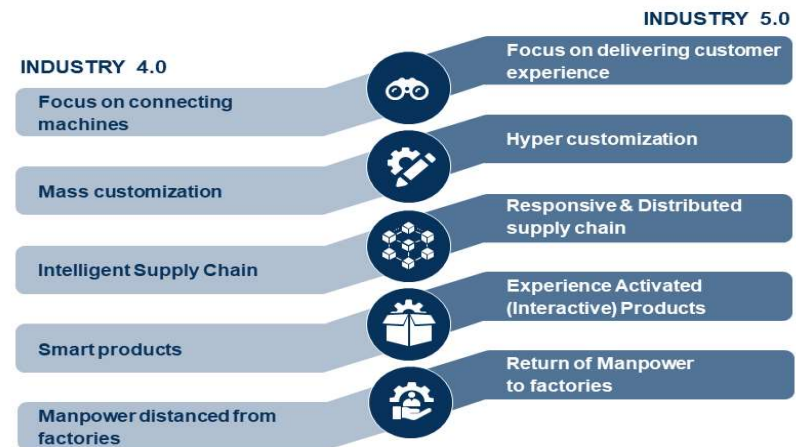 INDUSTRY 4.0
Focus on connecting
machines
Mass customization
Intelligent Supply Chain
Smart products
Manpower distanced from
factories
INDUSTRY 5.0
Focus on delivering customer
experience
Hyper customization
Responsive & Distributed
supply chain
Experience Activated
(Interactive) Products
Return of Manpower
to factories